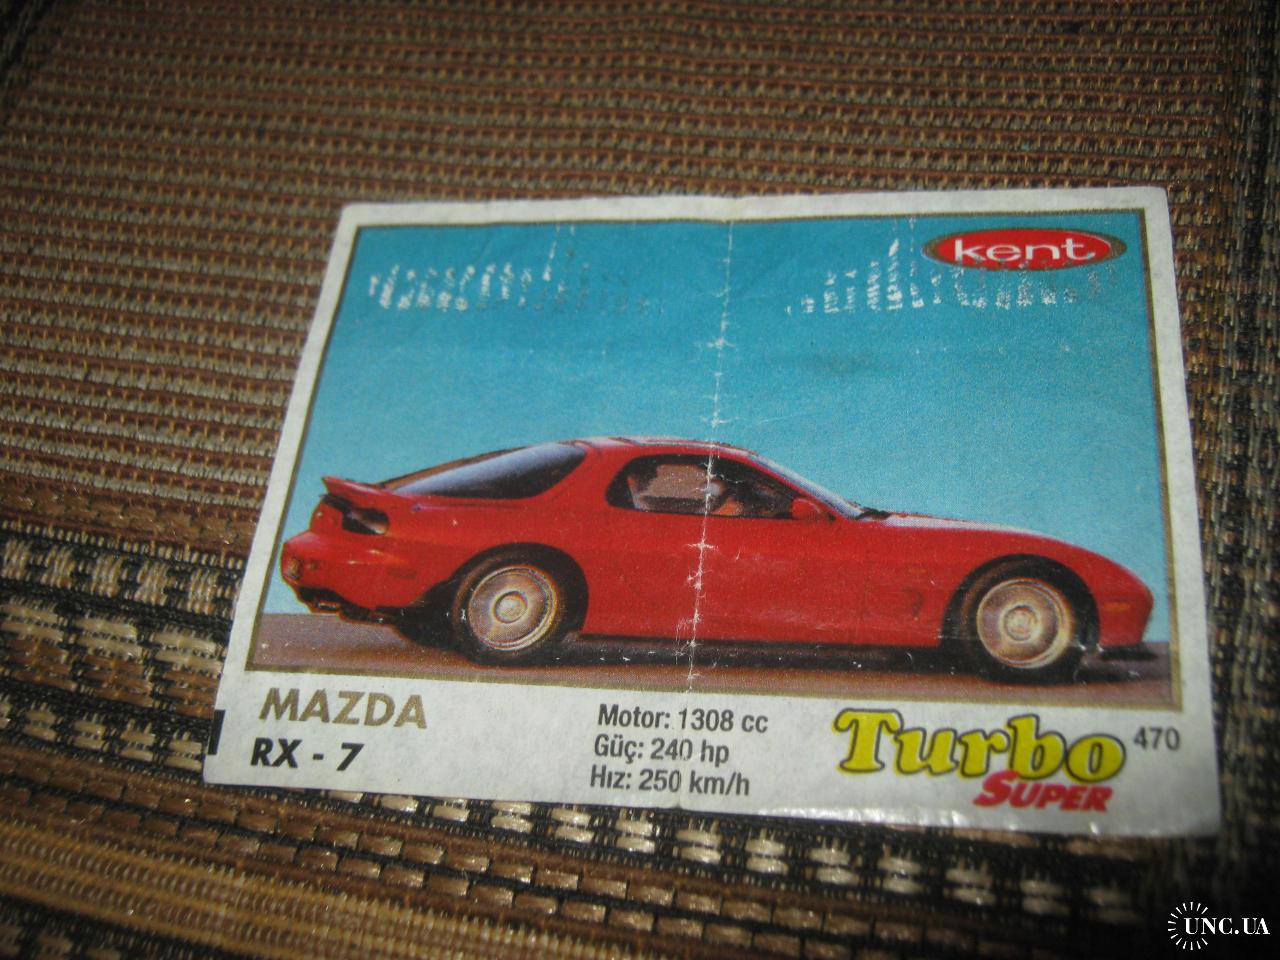 kent
MAZDA
RX - 7
Motor: 1308 cc
Güç: 240 hp
Hız: 250 km/h
Turbo
SUPER
470
UNC.UA